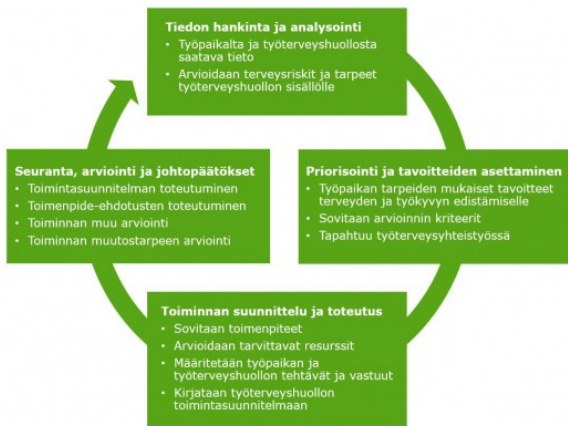 Tiedon hankinta ja analysointi
• Työpaikalta ja työterveyshuollosta
saatava tieto
• Arvioidaan terveysriskit ja tarpeet
työterveyshuollon sisällölle
Priorisointi ja tavoitteiden asettaminen
• Työpaikan tarpeiden mukaiset tavoitteet
terveyden ja työkyvyn edistämiselle
• Sovitaan arvioinnin kriteerit
• Tapahtuu työterveysyhteistyössä
Toiminnan suunnittelu ja toteutus
• Sovitaan toimenpiteet
• Arvioidaan tarvittavat resurssit
• Määritetään työpaikan ja
työterveyshuollon tehtävät ja vastuut
• Kirjataan työterveyshuollon
toimintasuunnitelmaan
Seuranta, arviointi ja johtopäätökset
• Toimintasuunnitelman toteutuminen
• Toimenpide-ehdotusten toteutuminen
• Toiminnan muu arviointi
• Toiminnan muutostarpeen arviointi